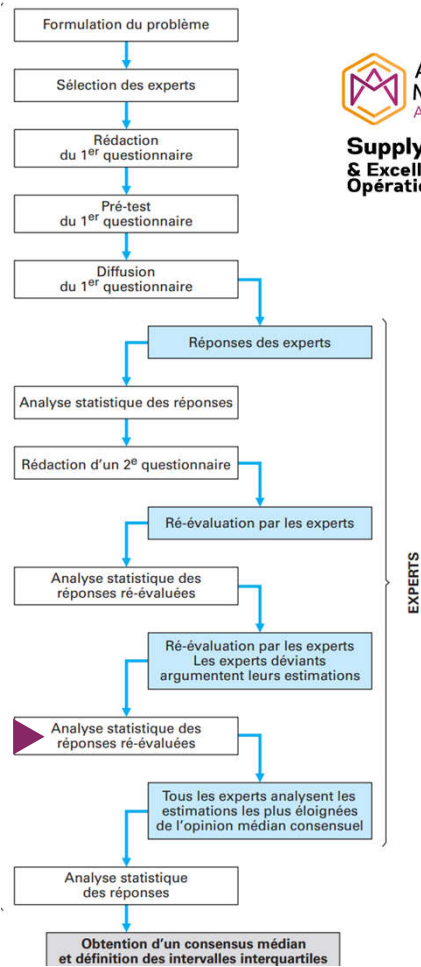 Formulation du problème
Sélection des experts
Rédaction
du 1er questionnaire
Pré-test
du 1er questionnaire
Diffusion
du 1er questionnaire
Réponses des experts
Analyse statistique des réponses
Rédaction d'un 2e questionnaire
Ré-évaluation par les experts
Analyse statistique des
réponses ré-évaluées
Ré-évaluation par les experts
Les experts déviants
argumentent leurs estimations
Analyse statistique des
réponses ré-évaluées
Tous les experts analysent les
estimations les plus éloignées
de l'opinion médian consensuel
Analyse statistique
des réponses
Obtention d'un consensus médian
et définition des intervalles interquartiles
EXPERTS
Supply
& Excell
Opératio